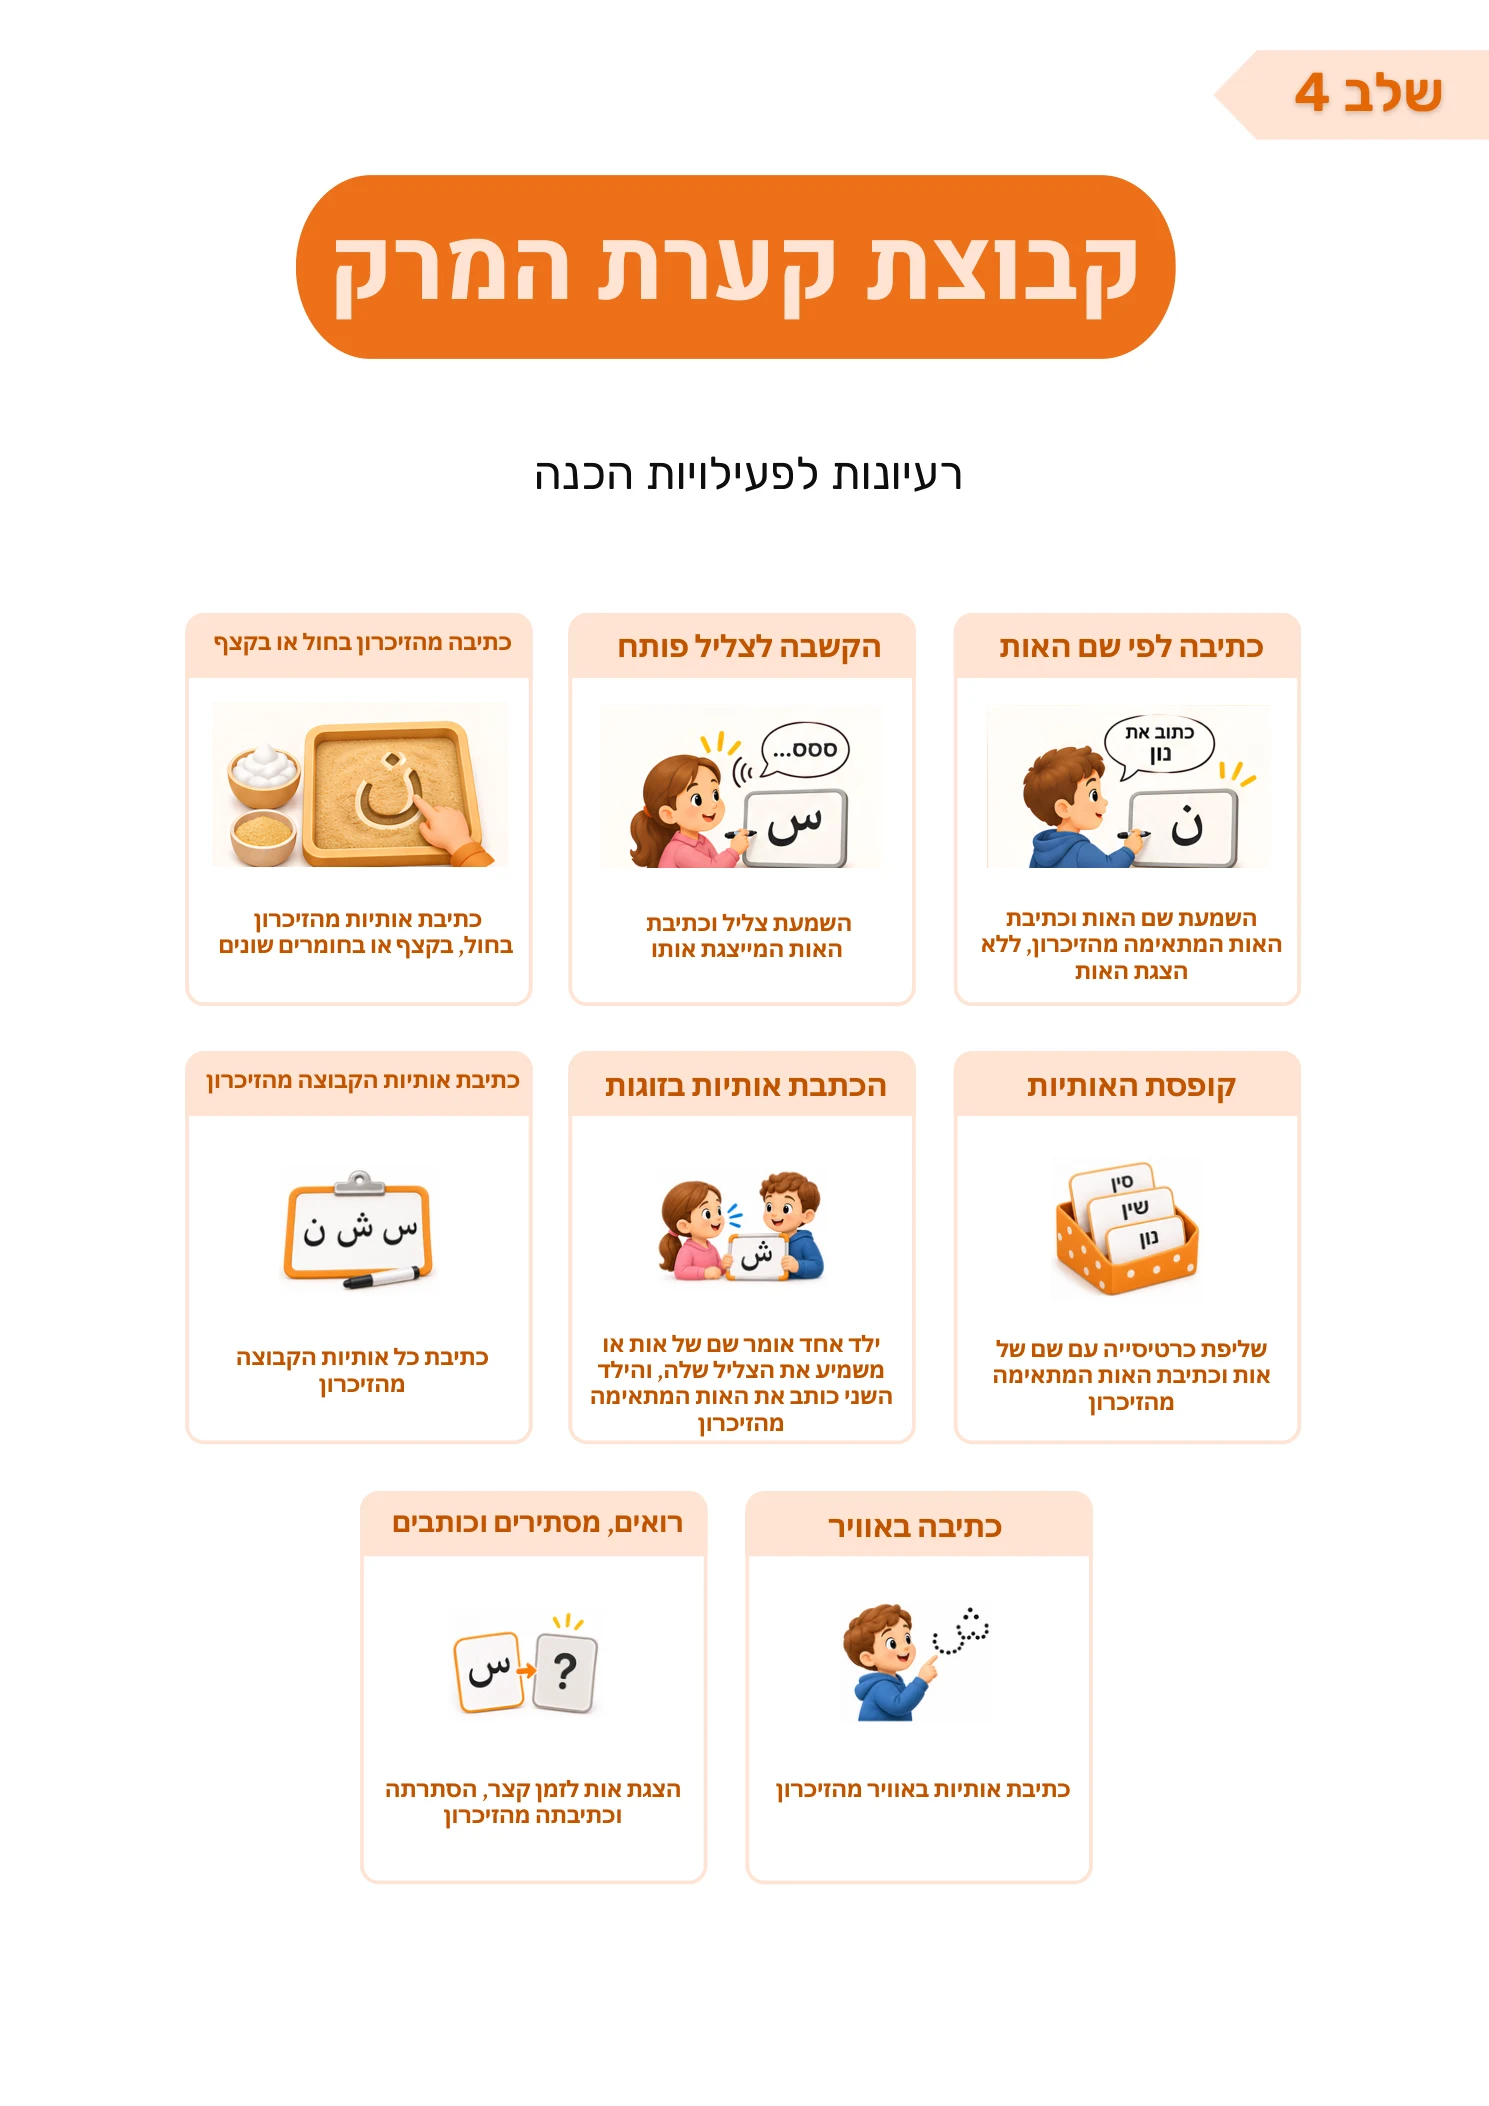 שלב 4
קבוצת קערת המרק
רעיונות לפעילויות הכנה
כתיבה לפי שם האות
כתוב את
נון
ن
השמעת שם האות וכתיבת
האות המתאימה מהזיכרון, ללא
הצגת האות
הקשבה לצליל פותח
ססס...
س
השמעת צליל וכתיבת
האות המייצגת אותו
כתיבה מהזיכרון בחול או בקצף
ن
כתיבת אותיות מהזיכרון
בחול, בקצף או בחומרים שונים
קופסת האותיות
סין
שין
נון
שליפת כרטיסייה עם שם של
אות וכתיבת האות המתאימה
מהזיכרון
הכתבת אותיות בזוגות
ش
ילד אחד אומר שם של אות או
משמיע את הצליל שלה, והילד
השני כותב את האות המתאימה
מהזיכרון
כתיבת אותיות הקבוצה מהזיכרון
س ش ن
כתיבת כל אותיות הקבוצה
מהזיכרון
כתיבה באוויר
ش
כתיבת אותיות באוויר מהזיכרון
רואים, מסתירים וכותבים
س
?
הצגת אות לזמן קצר, הסתרתה
וכתיבתה מהזיכרון